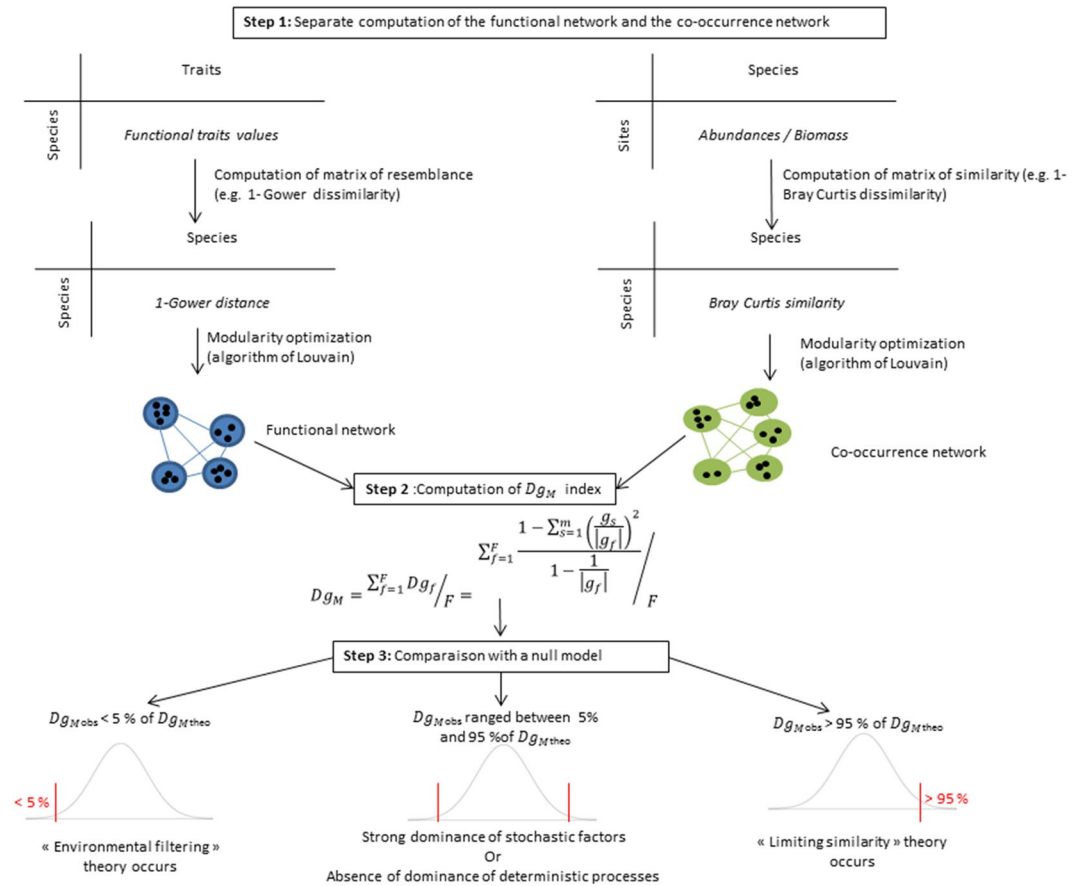 Step 1: Separate computation of the functional network and the co-occurrence network
Traits
Species
Functional traits values
Computation of matrix of resemblance
(e.g. 1-Gower dissimilarity)
Species
Species
1-Gower distance
Modularity optimization
(algorithm of Louvain)
Functional network
Species
Sites
Abundances / Biomass
Computation of matrix of similarity (e.g. 1-
Bray Curtis dissimilarity)
Species
Species
Bray Curtis similarity
Modularity optimization
(algorithm of Louvain)
Co-occurrence network
Step 2 :Computation of Dg_M index
Dg_M = Σ_{f=1}^{F} Dg_f / F = Σ_{f=1}^{F} (1 − Σ_{s=1}^{m} (g_s / |g_f|)^2) / (1 − 1 / |g_f|) / F
Step 3: Comparaison with a null model
Dg_{M obs} < 5 % of Dg_{M theo}
< 5 %
« Environmental filtering »
theory occurs
Dg_{M obs} ranged between 5%
and 95 %of Dg_{M theo}
Strong dominance of stochastic factors
Or
Absence of dominance of deterministic processes
Dg_{M obs} > 95 % of Dg_{M theo}
> 95 %
« Limiting similarity » theory
occurs